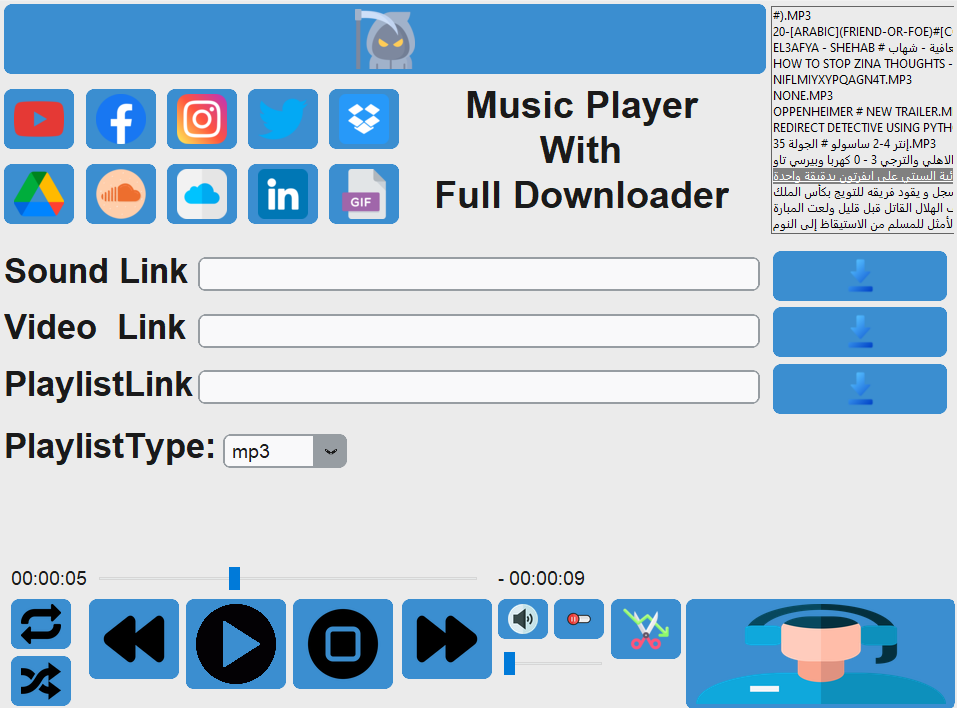 #).MP3
20-[ARABIC](FRIEND-OR-FOE)#[C
EL3AFYA - SHEHAB # عافية - شهاب
HOW TO STOP ZINA THOUGHTS -
NIFLMIYXYPQAGN4T.MP3
NONE.MP3
OPPENHEIMER # NEW TRAILER.M
REDIRECT DETECTIVE USING PYTH
إنتر 4-2 ساسولو # الجولة 35.MP3
الاهلي والترجي 3 - 0 كهربا وبيرسي تاو
السيتي على ايفرتون بدقيقة واحدة
سجل و يقود فريقه للتويج بكأس الملك
الهلال القاتل قبل قليل ولعت المباراة
لأمثل للمسلم من الاستيقاظ إلى النوم
Music Player
With
Full Downloader
GIF
Sound Link
Video Link
PlaylistLink
PlaylistType: mp3
00:00:05 - 00:00:09